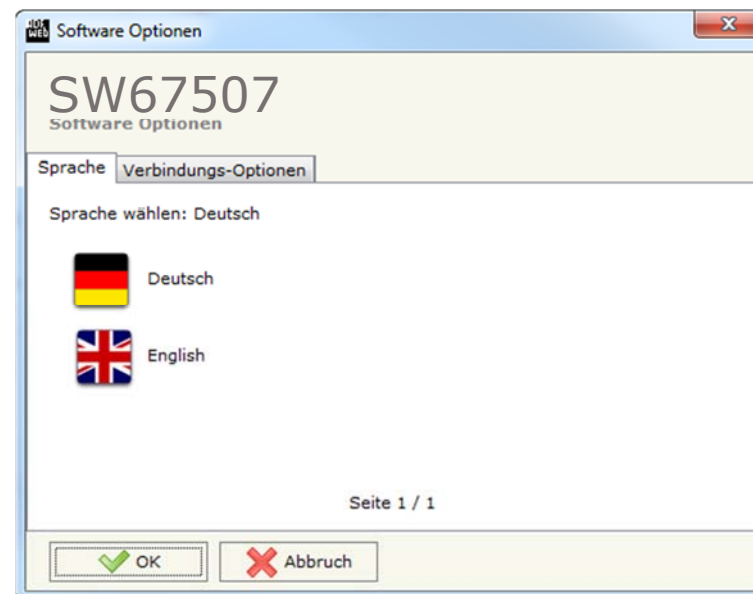 Software Optionen
SW67507
Software Optionen
Sprache Verbindungs-Optionen
Sprache wählen: Deutsch
Deutsch
English
Seite 1 / 1
OK Abbruch